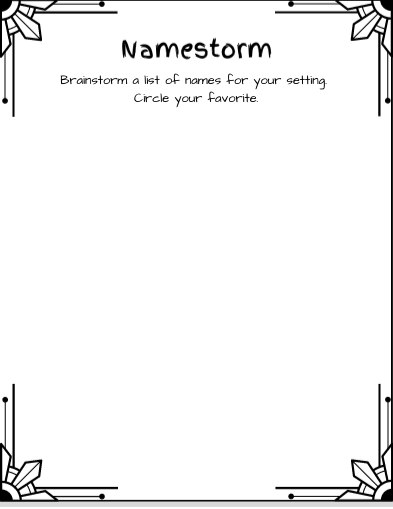 Namestorm
Brainstorm a list of names for your setting.
Circle your favorite.